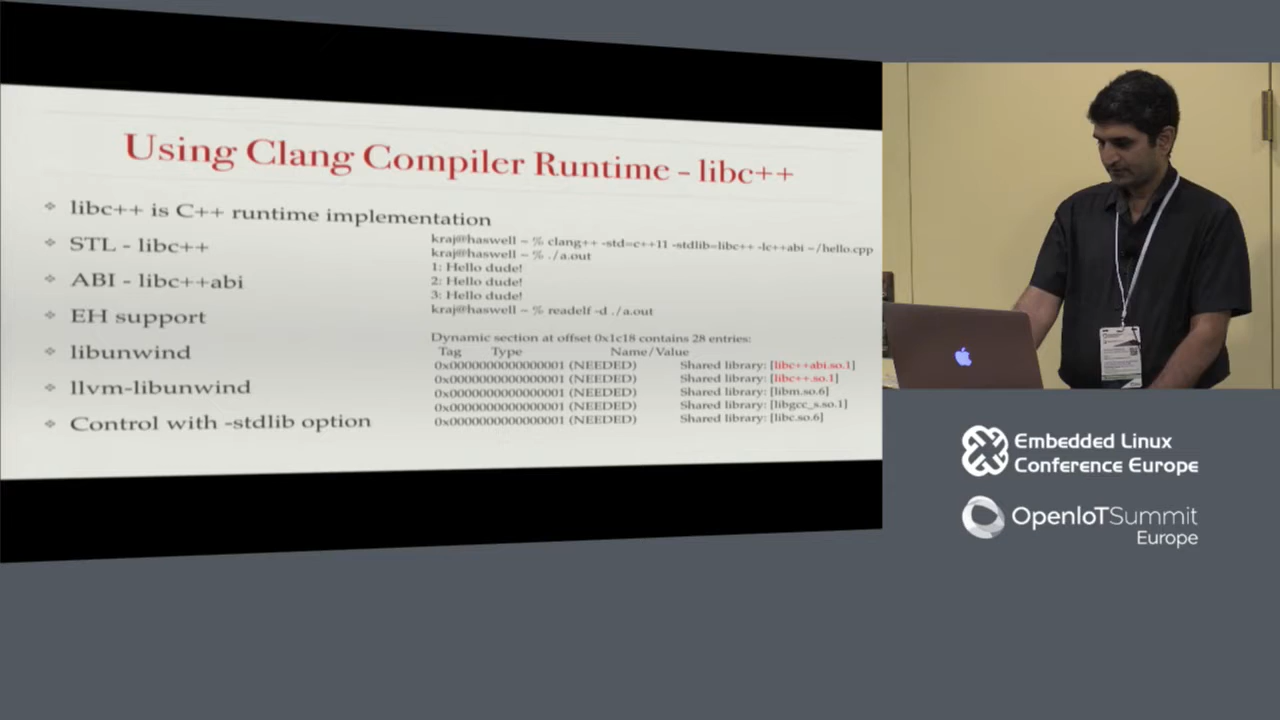 Using Clang Compiler Runtime - libc++
libc++ is C++ runtime implementation
STL - libc++
ABI - libc++abi
EH support
libunwind
llvm-libunwind
Control with -stdlib option
kraj@haswell ~ % clang++ -std=c++11 -stdlib=libc++ -lc++abi ~/hello.cpp
kraj@haswell ~ % ./a.out
1: Hello dude!
2: Hello dude!
3: Hello dude!
kraj@haswell ~ % readelf -d ./a.out
Dynamic section at offset 0x1c18 contains 28 entries:
Tag Type Name/Value
0x0000000000000001 (NEEDED) Shared library: [libc++abi.so.1]
0x0000000000000001 (NEEDED) Shared library: [libc++.so.1]
0x0000000000000001 (NEEDED) Shared library: [libm.so.6]
0x0000000000000001 (NEEDED) Shared library: [libgcc_s.so.1]
0x0000000000000001 (NEEDED) Shared library: [libc.so.6]
Embedded Linux
Conference Europe
OpenIoTSummit
Europe